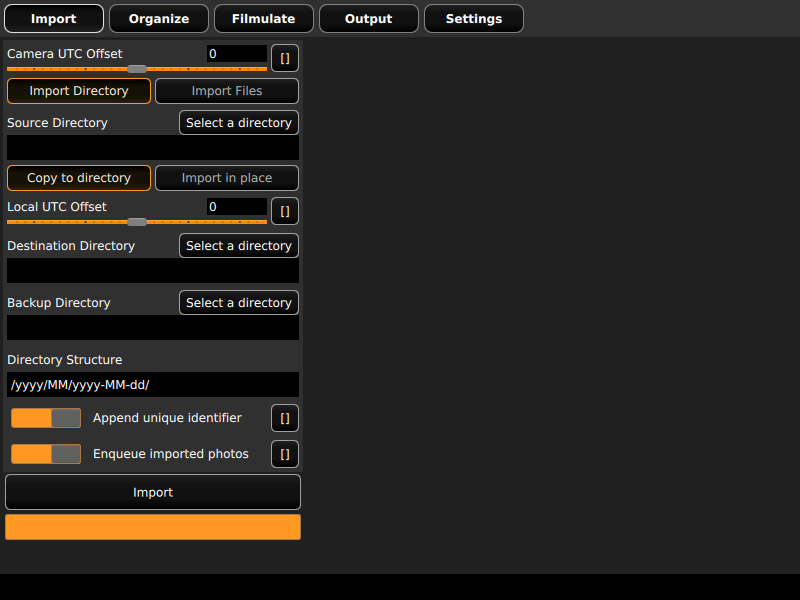 Import Organize Filmulate Output Settings
Camera UTC Offset 0 []
Import Directory Import Files
Source Directory Select a directory
Copy to directory Import in place
Local UTC Offset 0 []
Destination Directory Select a directory
Backup Directory Select a directory
Directory Structure
/yyyy/MM/yyyy-MM-dd/
Append unique identifier []
Enqueue imported photos []
Import